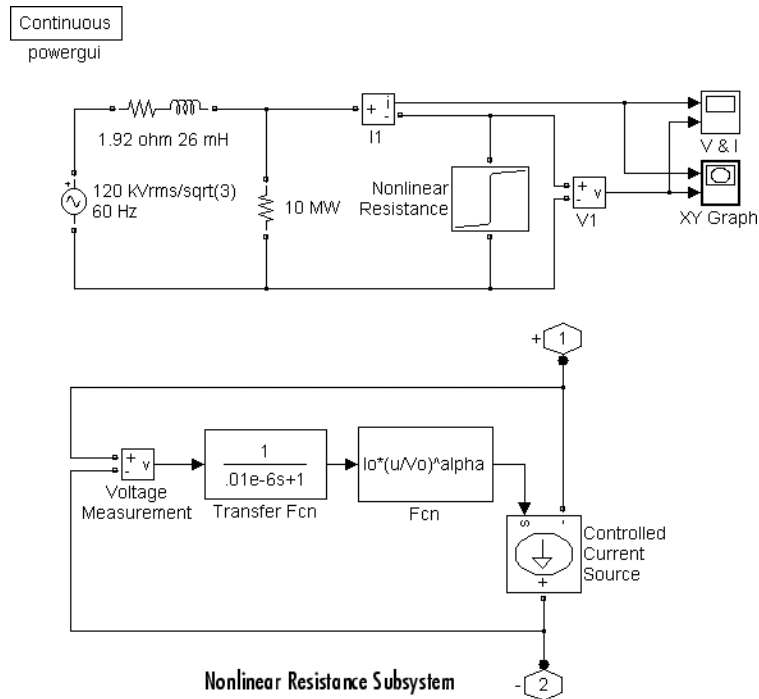 Continuous
powergui
1.92 ohm 26 mH
120 kVrms/sqrt(3)
60 Hz
10 MW
+
i
-
I1
Nonlinear
Resistance
+
-
v
V1
V & I
XY Graph
+
1
+
-
v
Voltage
Measurement
1
.01e-6s+1
Transfer Fcn
Io*(u/Vo)^alpha
Fcn
s
-
+
Controlled
Current
Source
-
2
Nonlinear Resistance Subsystem